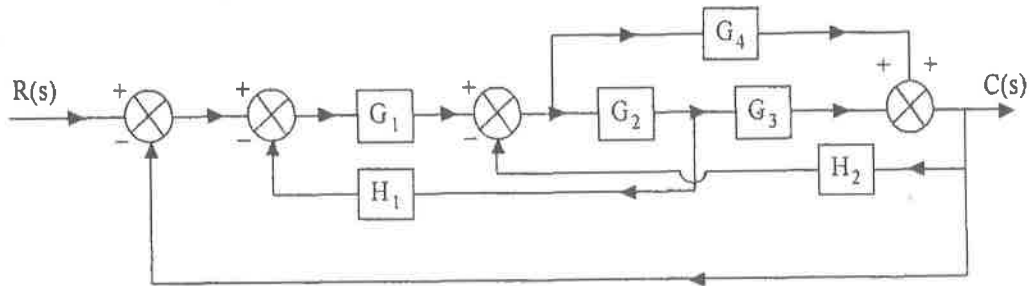 G₄
R(s) + + + + + C(s)
G₁ G₂ G₃
− − −
H₁ H₂